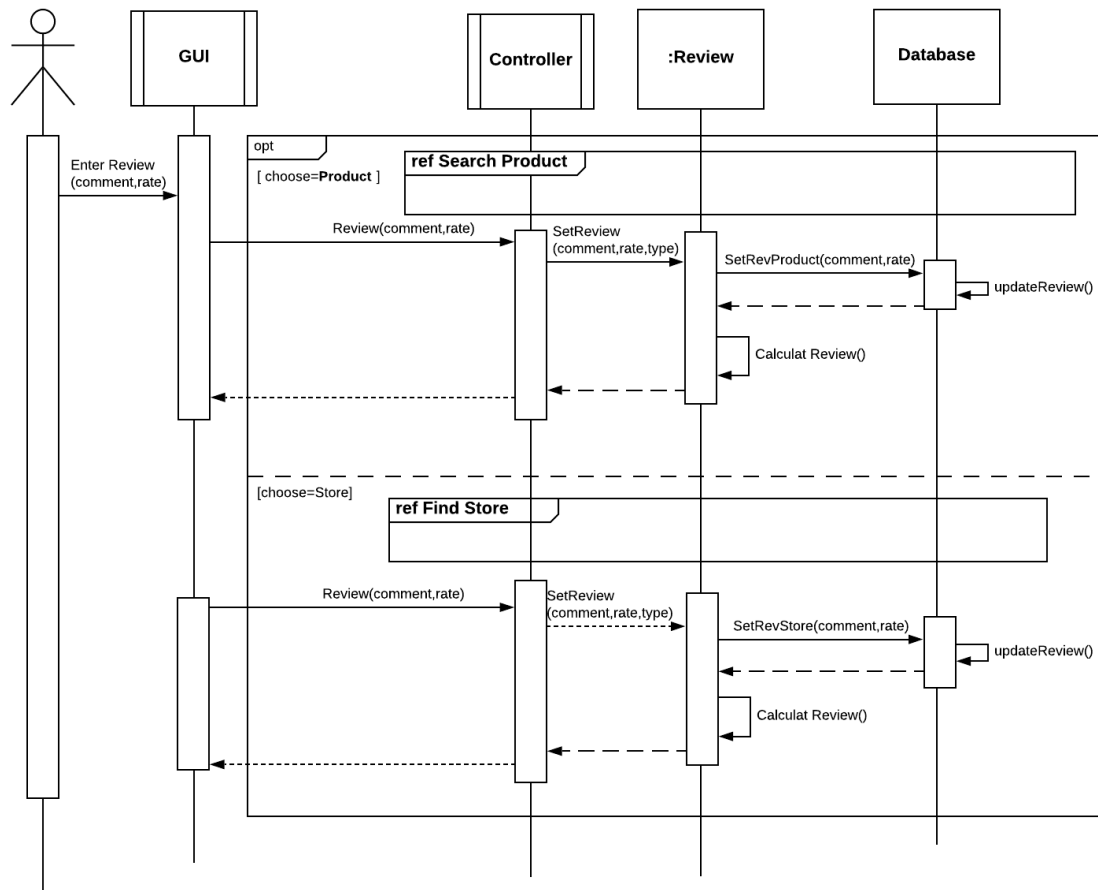 GUI
Controller
:Review
Database
opt
ref Search Product
[ choose=Product ]
Enter Review
(comment,rate)
Review(comment,rate)
SetReview
(comment,rate,type)
SetRevProduct(comment,rate)
updateReview()
Calculat Review()
[choose=Store]
ref Find Store
Review(comment,rate)
SetReview
(comment,rate,type)
SetRevStore(comment,rate)
updateReview()
Calculat Review()